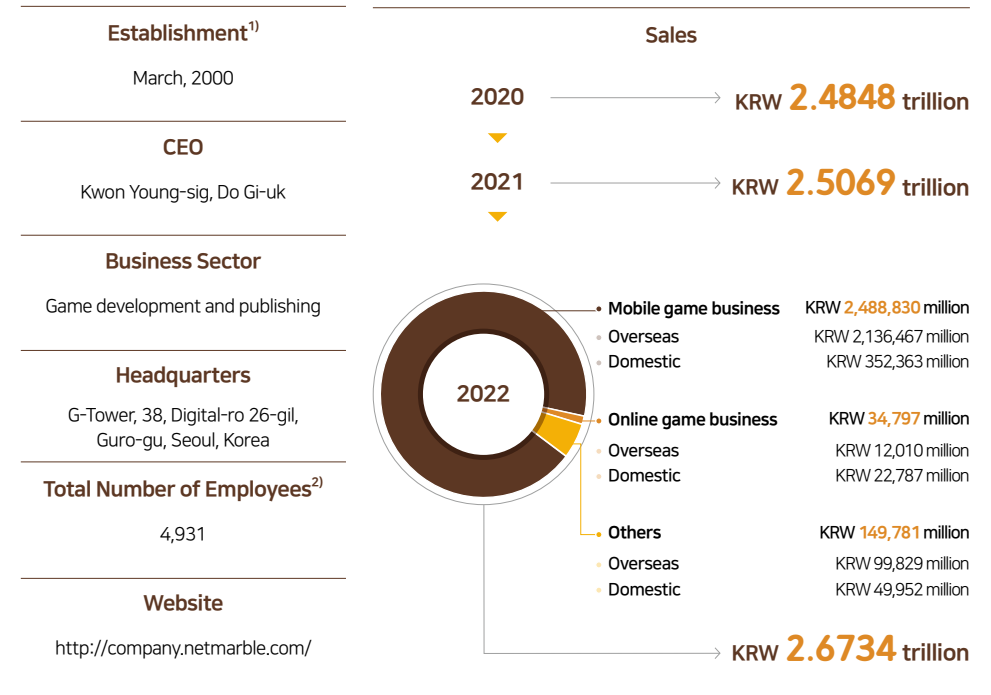 Establishment1)
March, 2000
CEO
Kwon Young-sig, Do Gi-uk
Business Sector
Game development and publishing
Headquarters
G-Tower, 38, Digital-ro 26-gil,
Guro-gu, Seoul, Korea
Total Number of Employees2)
4,931
Website
http://company.netmarble.com/
Sales
2020 KRW 2.4848 trillion
2021 KRW 2.5069 trillion
2022
Mobile game business KRW 2,488,830 million
Overseas KRW 2,136,467 million
Domestic KRW 352,363 million
Online game business KRW 34,797 million
Overseas KRW 12,010 million
Domestic KRW 22,787 million
Others KRW 149,781 million
Overseas KRW 99,829 million
Domestic KRW 49,952 million
KRW 2.6734 trillion